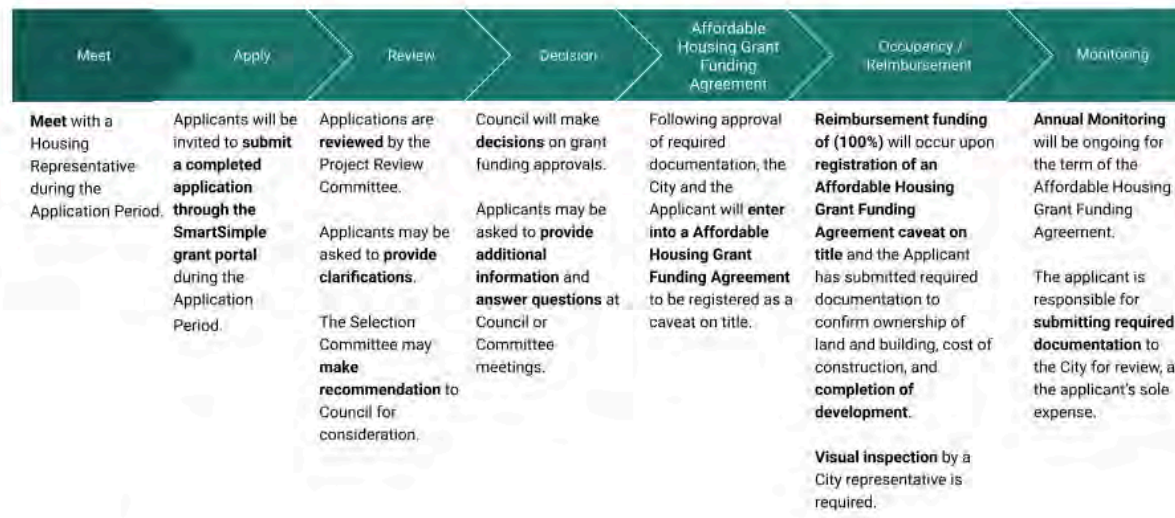 Meet
Apply
Review
Decision
Affordable
Housing Grant
Funding
Agreement
Occupancy /
Reimbursement
Monitoring
Meet with a
Housing
Representative
during the
Application Period.
Applicants will be
invited to submit
a completed
application
through the
SmartSimple
grant portal
during the
Application
Period.
Applications are
reviewed by the
Project Review
Committee.
Applicants may be
asked to provide
clarifications.
The Selection
Committee may
make
recommendation to
Council for
consideration.
Council will make
decisions on grant
funding approvals.
Applicants may be
asked to provide
additional
information and
answer questions at
Council or
Committee
meetings.
Following approval
of required
documentation, the
City and the
Applicant will enter
into a Affordable
Housing Grant
Funding Agreement
to be registered as a
caveat on title.
Reimbursement funding
of (100%) will occur upon
registration of an
Affordable Housing
Grant Funding
Agreement caveat on
title and the Applicant
has submitted required
documentation to
confirm ownership of
land and building, cost of
construction, and
completion of
development.
Visual inspection by a
City representative is
required.
Annual Monitoring
will be ongoing for
the term of the
Affordable Housing
Grant Funding
Agreement.
The applicant is
responsible for
submitting required
documentation to
the City for review, a
the applicant's sole
expense.